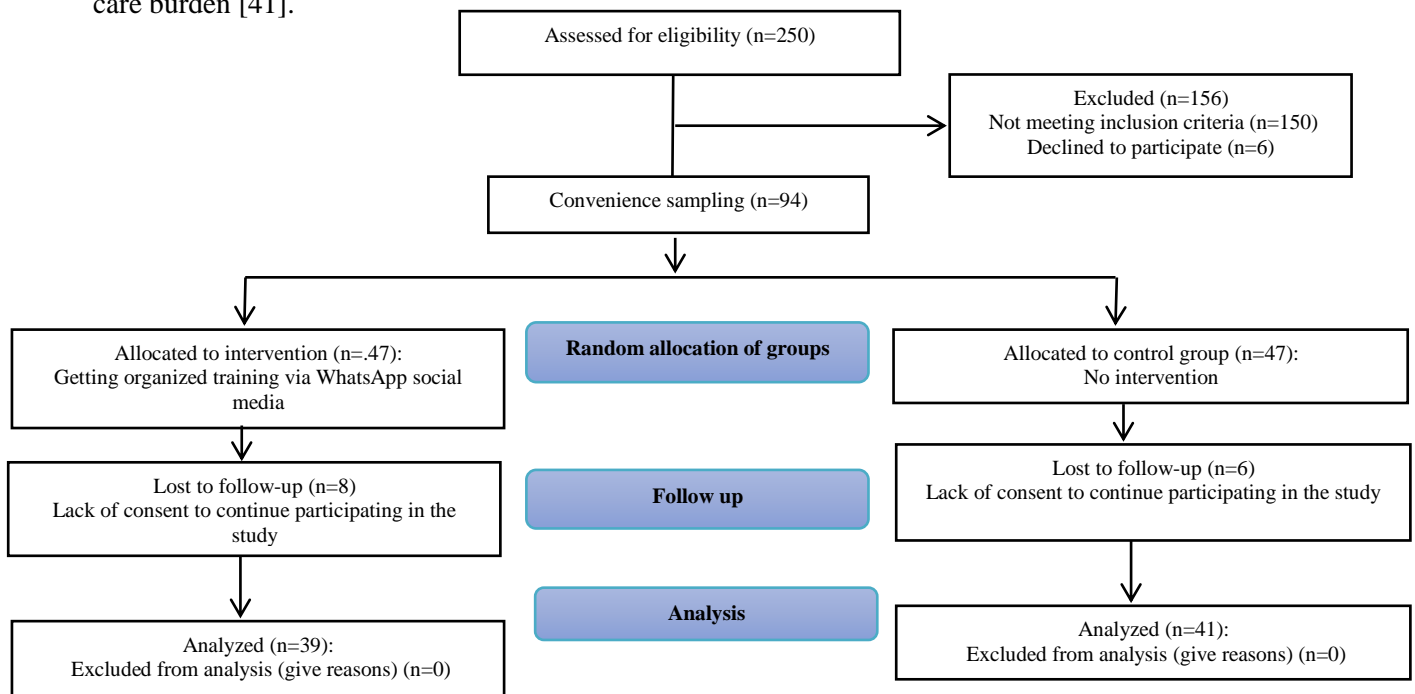 care burden [41].
Assessed for eligibility (n=250)
Excluded (n=156)
Not meeting inclusion criteria (n=150)
Declined to participate (n=6)
Convenience sampling (n=94)
Allocated to intervention (n=.47):
Getting organized training via WhatsApp social
media
Random allocation of groups
Allocated to control group (n=47):
No intervention
Lost to follow-up (n=8)
Lack of consent to continue participating in the
study
Follow up
Lost to follow-up (n=6)
Lack of consent to continue participating in the study
Analyzed (n=39):
Excluded from analysis (give reasons) (n=0)
Analysis
Analyzed (n=41):
Excluded from analysis (give reasons) (n=0)